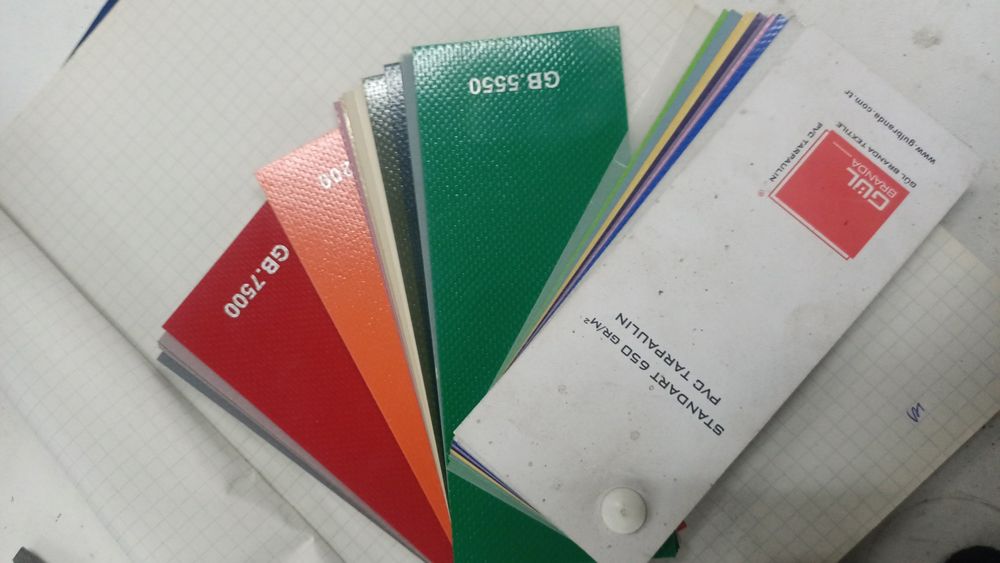 GB.5550
200
GB.7500
www.gulbranda.com.tr
GÜL BRANDA TEXTILE
PVC TARPAULIN
GÜL
BRANDA
®
STANDART 650 GR/M²
PVC TARPAULIN